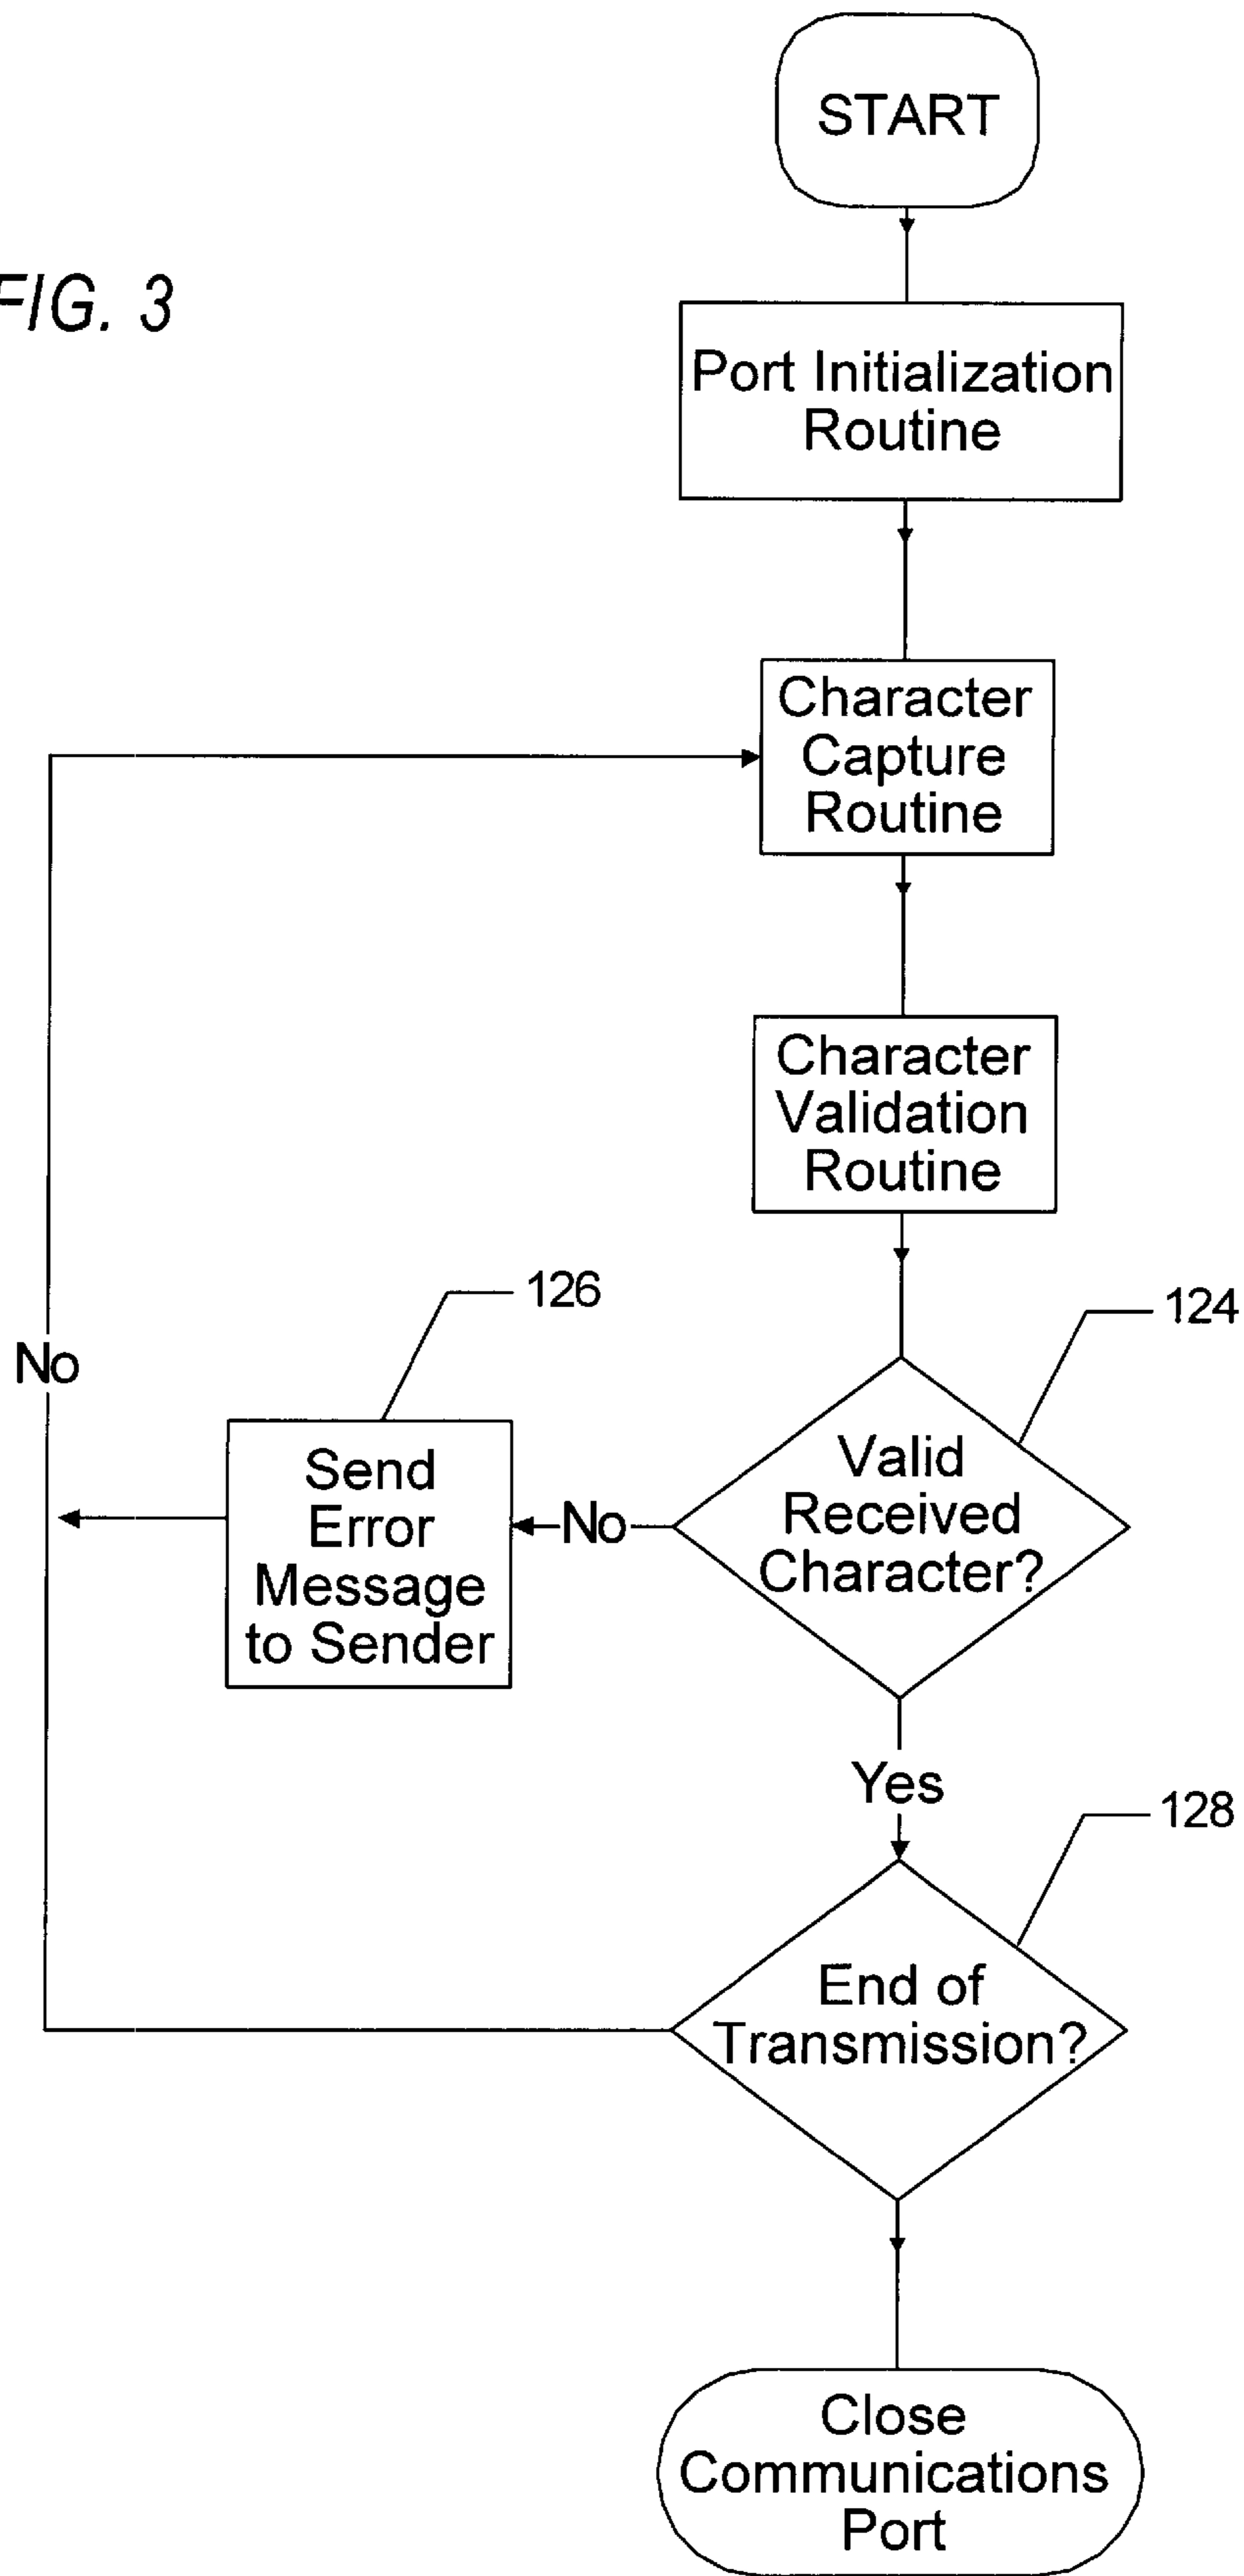 START
FIG. 3
Port Initialization
Routine
Character
Capture
Routine
Character
Validation
Routine
126
124
No
Send
Error
Message
to Sender
No
Valid
Received
Character?
Yes
128
End of
Transmission?
Close
Communications
Port